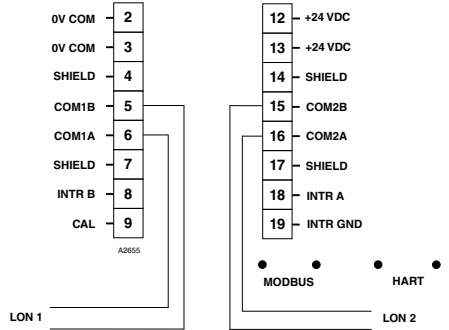 0V COM 2
0V COM 3
SHIELD 4
COM1B 5
COM1A 6
SHIELD 7
INTR B 8
CAL 9
A2655
LON 1
12 +24 VDC
13 +24 VDC
14 SHIELD
15 COM2B
16 COM2A
17 SHIELD
18 INTR A
19 INTR GND
MODBUS HART
LON 2